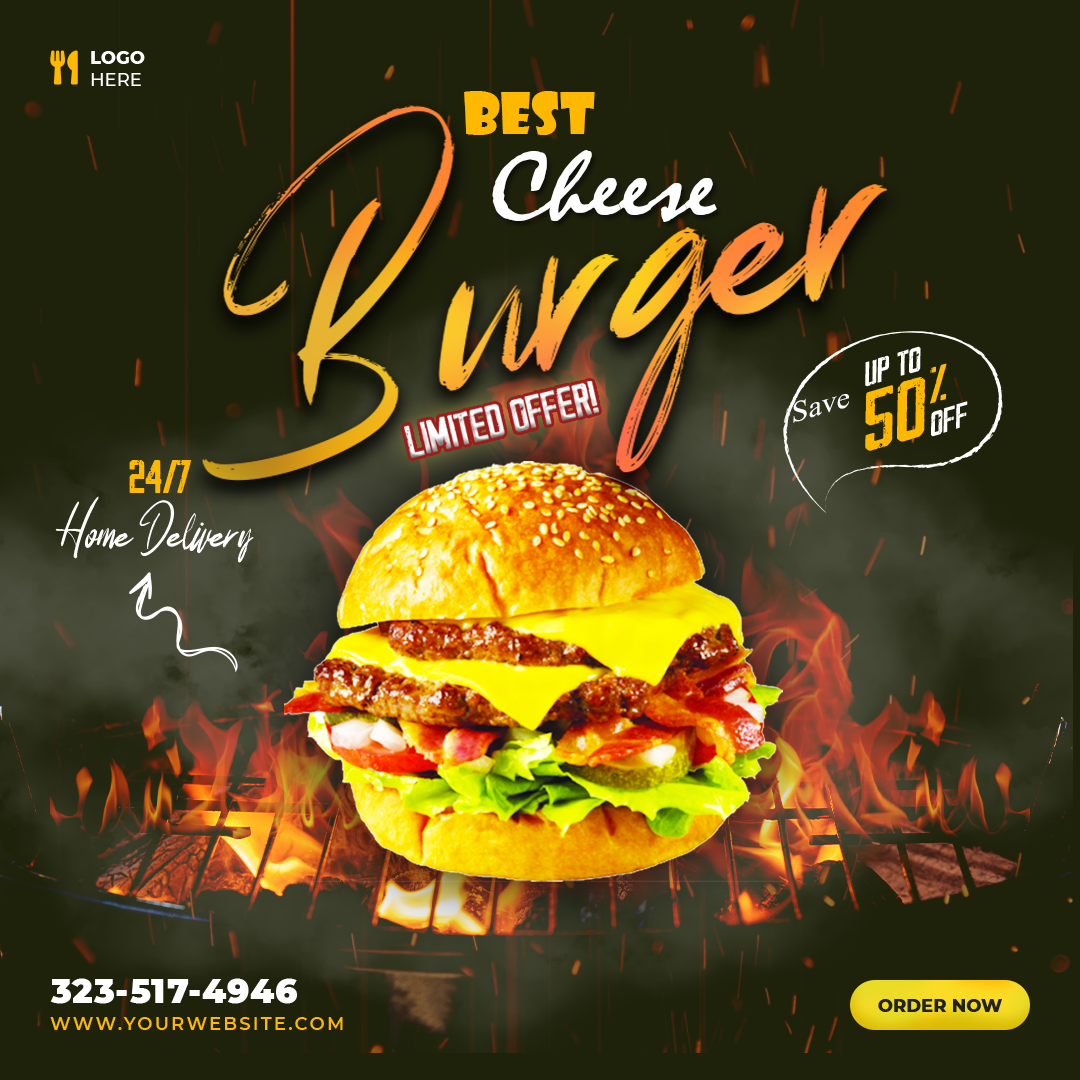 LOGO
HERE
BEST
Cheese
Burger
LIMITED OFFER!
Save
UP TO
50%
OFF
24/7
Home Delivery
323-517-4946
WWW.YOURWEBSITE.COM
ORDER NOW